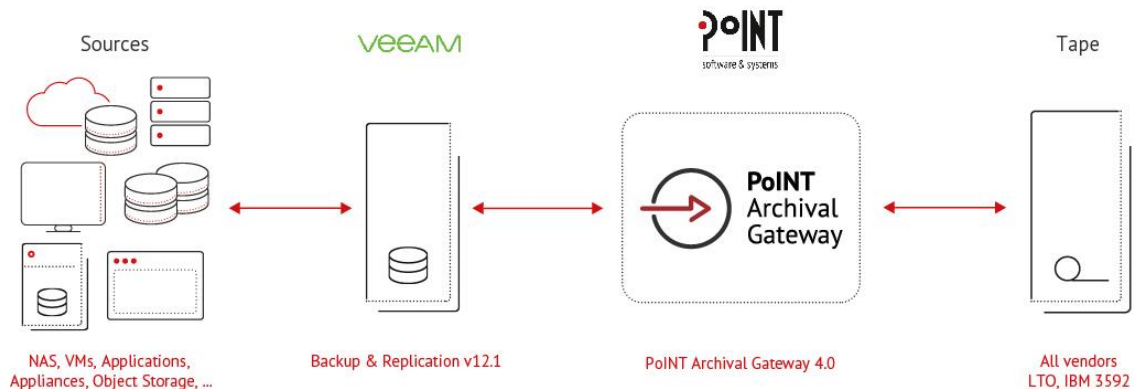 Sources
veeAM
PoINT
software & systems
Tape
PoINT
Archival
Gateway
NAS, VMs, Applications,
Appliances, Object Storage, ...
Backup & Replication v12.1
PoINT Archival Gateway 4.0
All vendors
LTO, IBM 3592